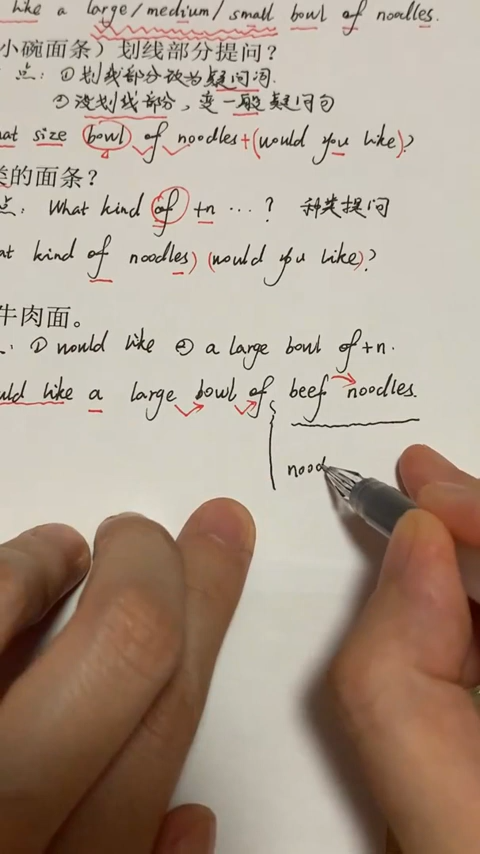 like a large/medium/small bowl of noodles.
小碗面条）划线部分提问？
点：①划线部分改为疑问词.
②没划线部分，变一般疑问句
at size bowl of noodles+(would you like)?
的面条？
点： What kind of +n ...? 种类提问
at kind of noodles) (would you like)?
牛肉面。
① would like ② a large bowl of +n.
uld like a large bowl of beef noodles.
nood